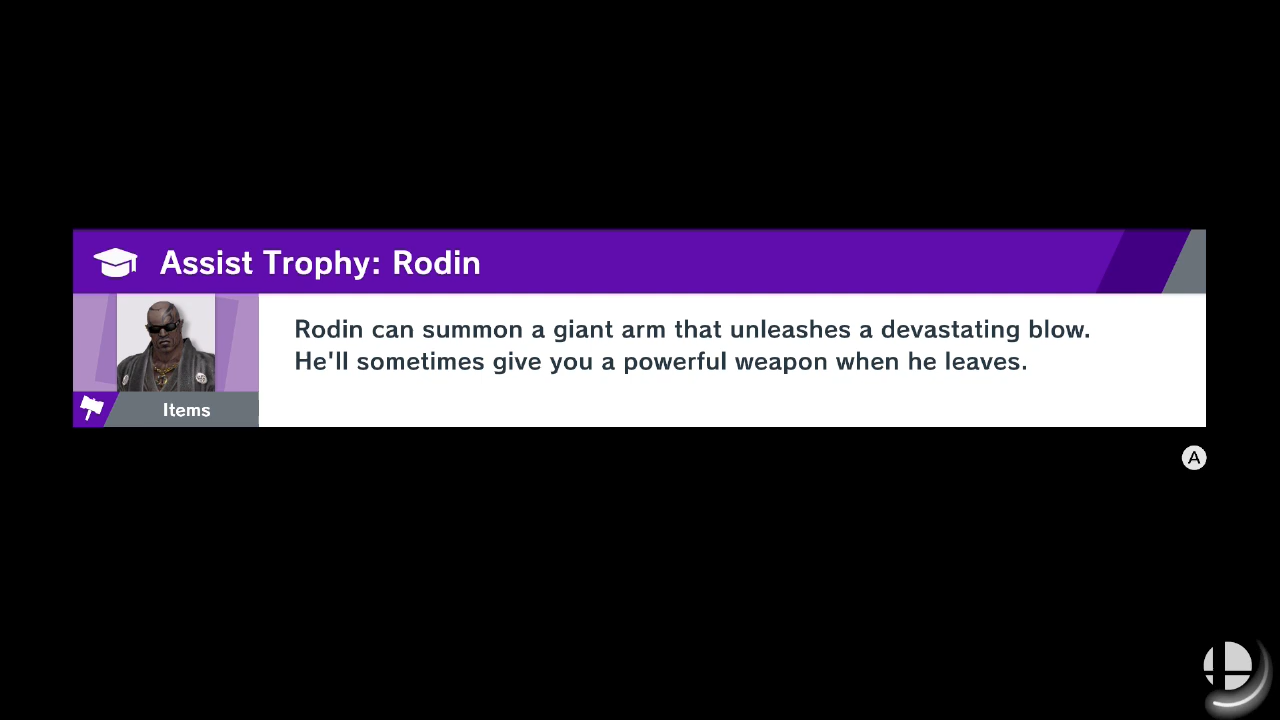 Assist Trophy: Rodin
Rodin can summon a giant arm that unleashes a devastating blow.
He'll sometimes give you a powerful weapon when he leaves.
Items
A